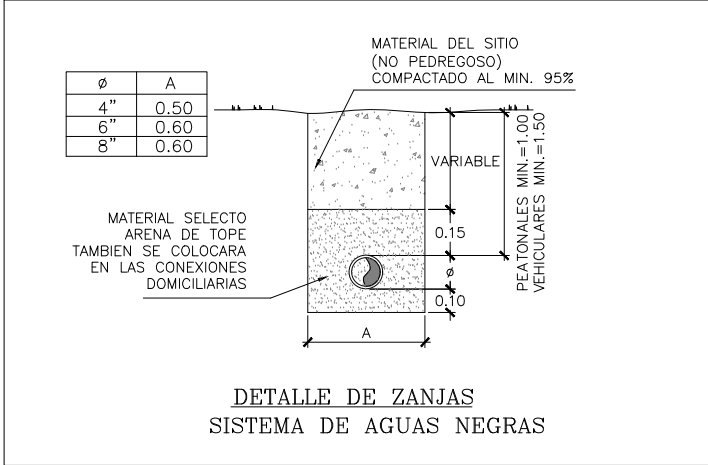 MATERIAL DEL SITIO
(NO PEDREGOSO)
COMPACTADO AL MIN. 95%
ø A
4" 0.50
6" 0.60
8" 0.60
VARIABLE
PEATONALES MIN.=1.00
VEHICULARES MIN.=1.50
MATERIAL SELECTO
ARENA DE TOPE
TAMBIEN SE COLOCARA
EN LAS CONEXIONES
DOMICILIARIAS
0.15
ø
0.10
A
DETALLE DE ZANJAS
SISTEMA DE AGUAS NEGRAS